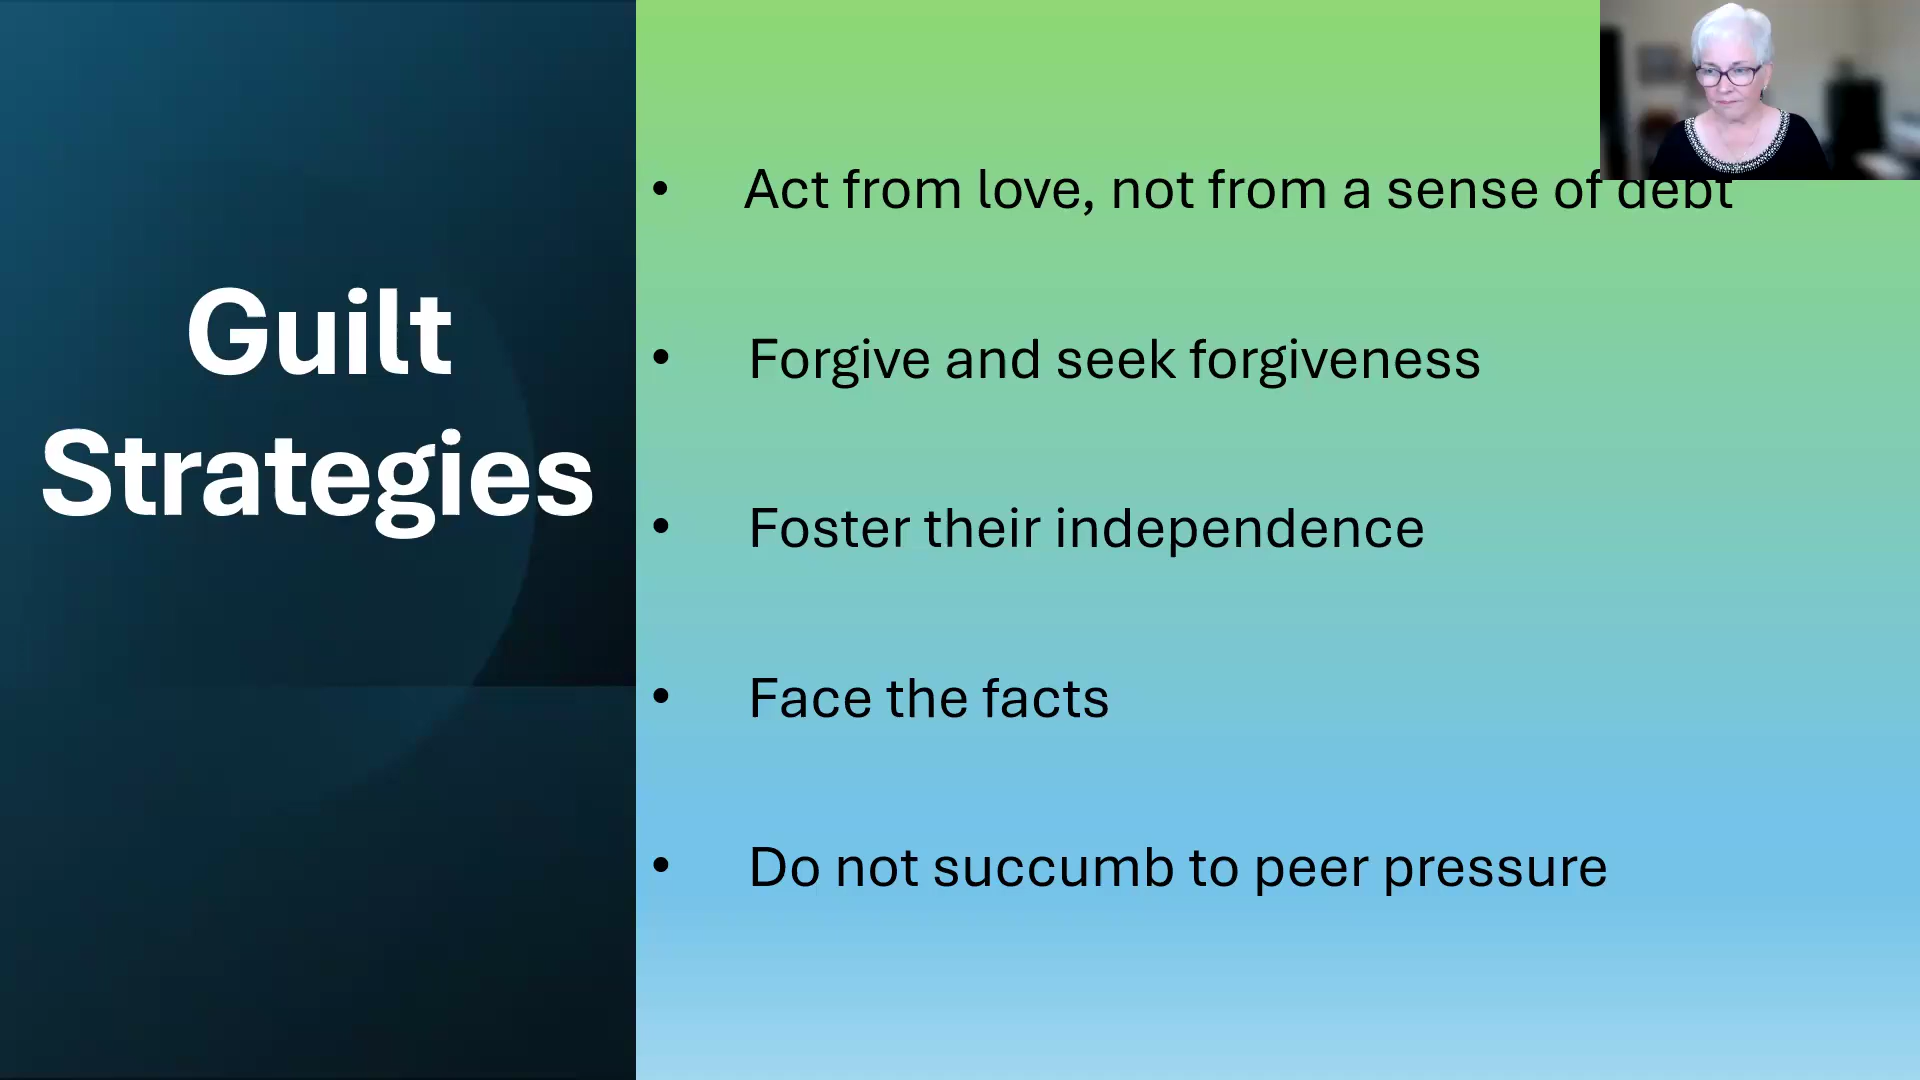 Guilt
Strategies
• Act from love, not from a sense of debt
• Forgive and seek forgiveness
• Foster their independence
• Face the facts
• Do not succumb to peer pressure